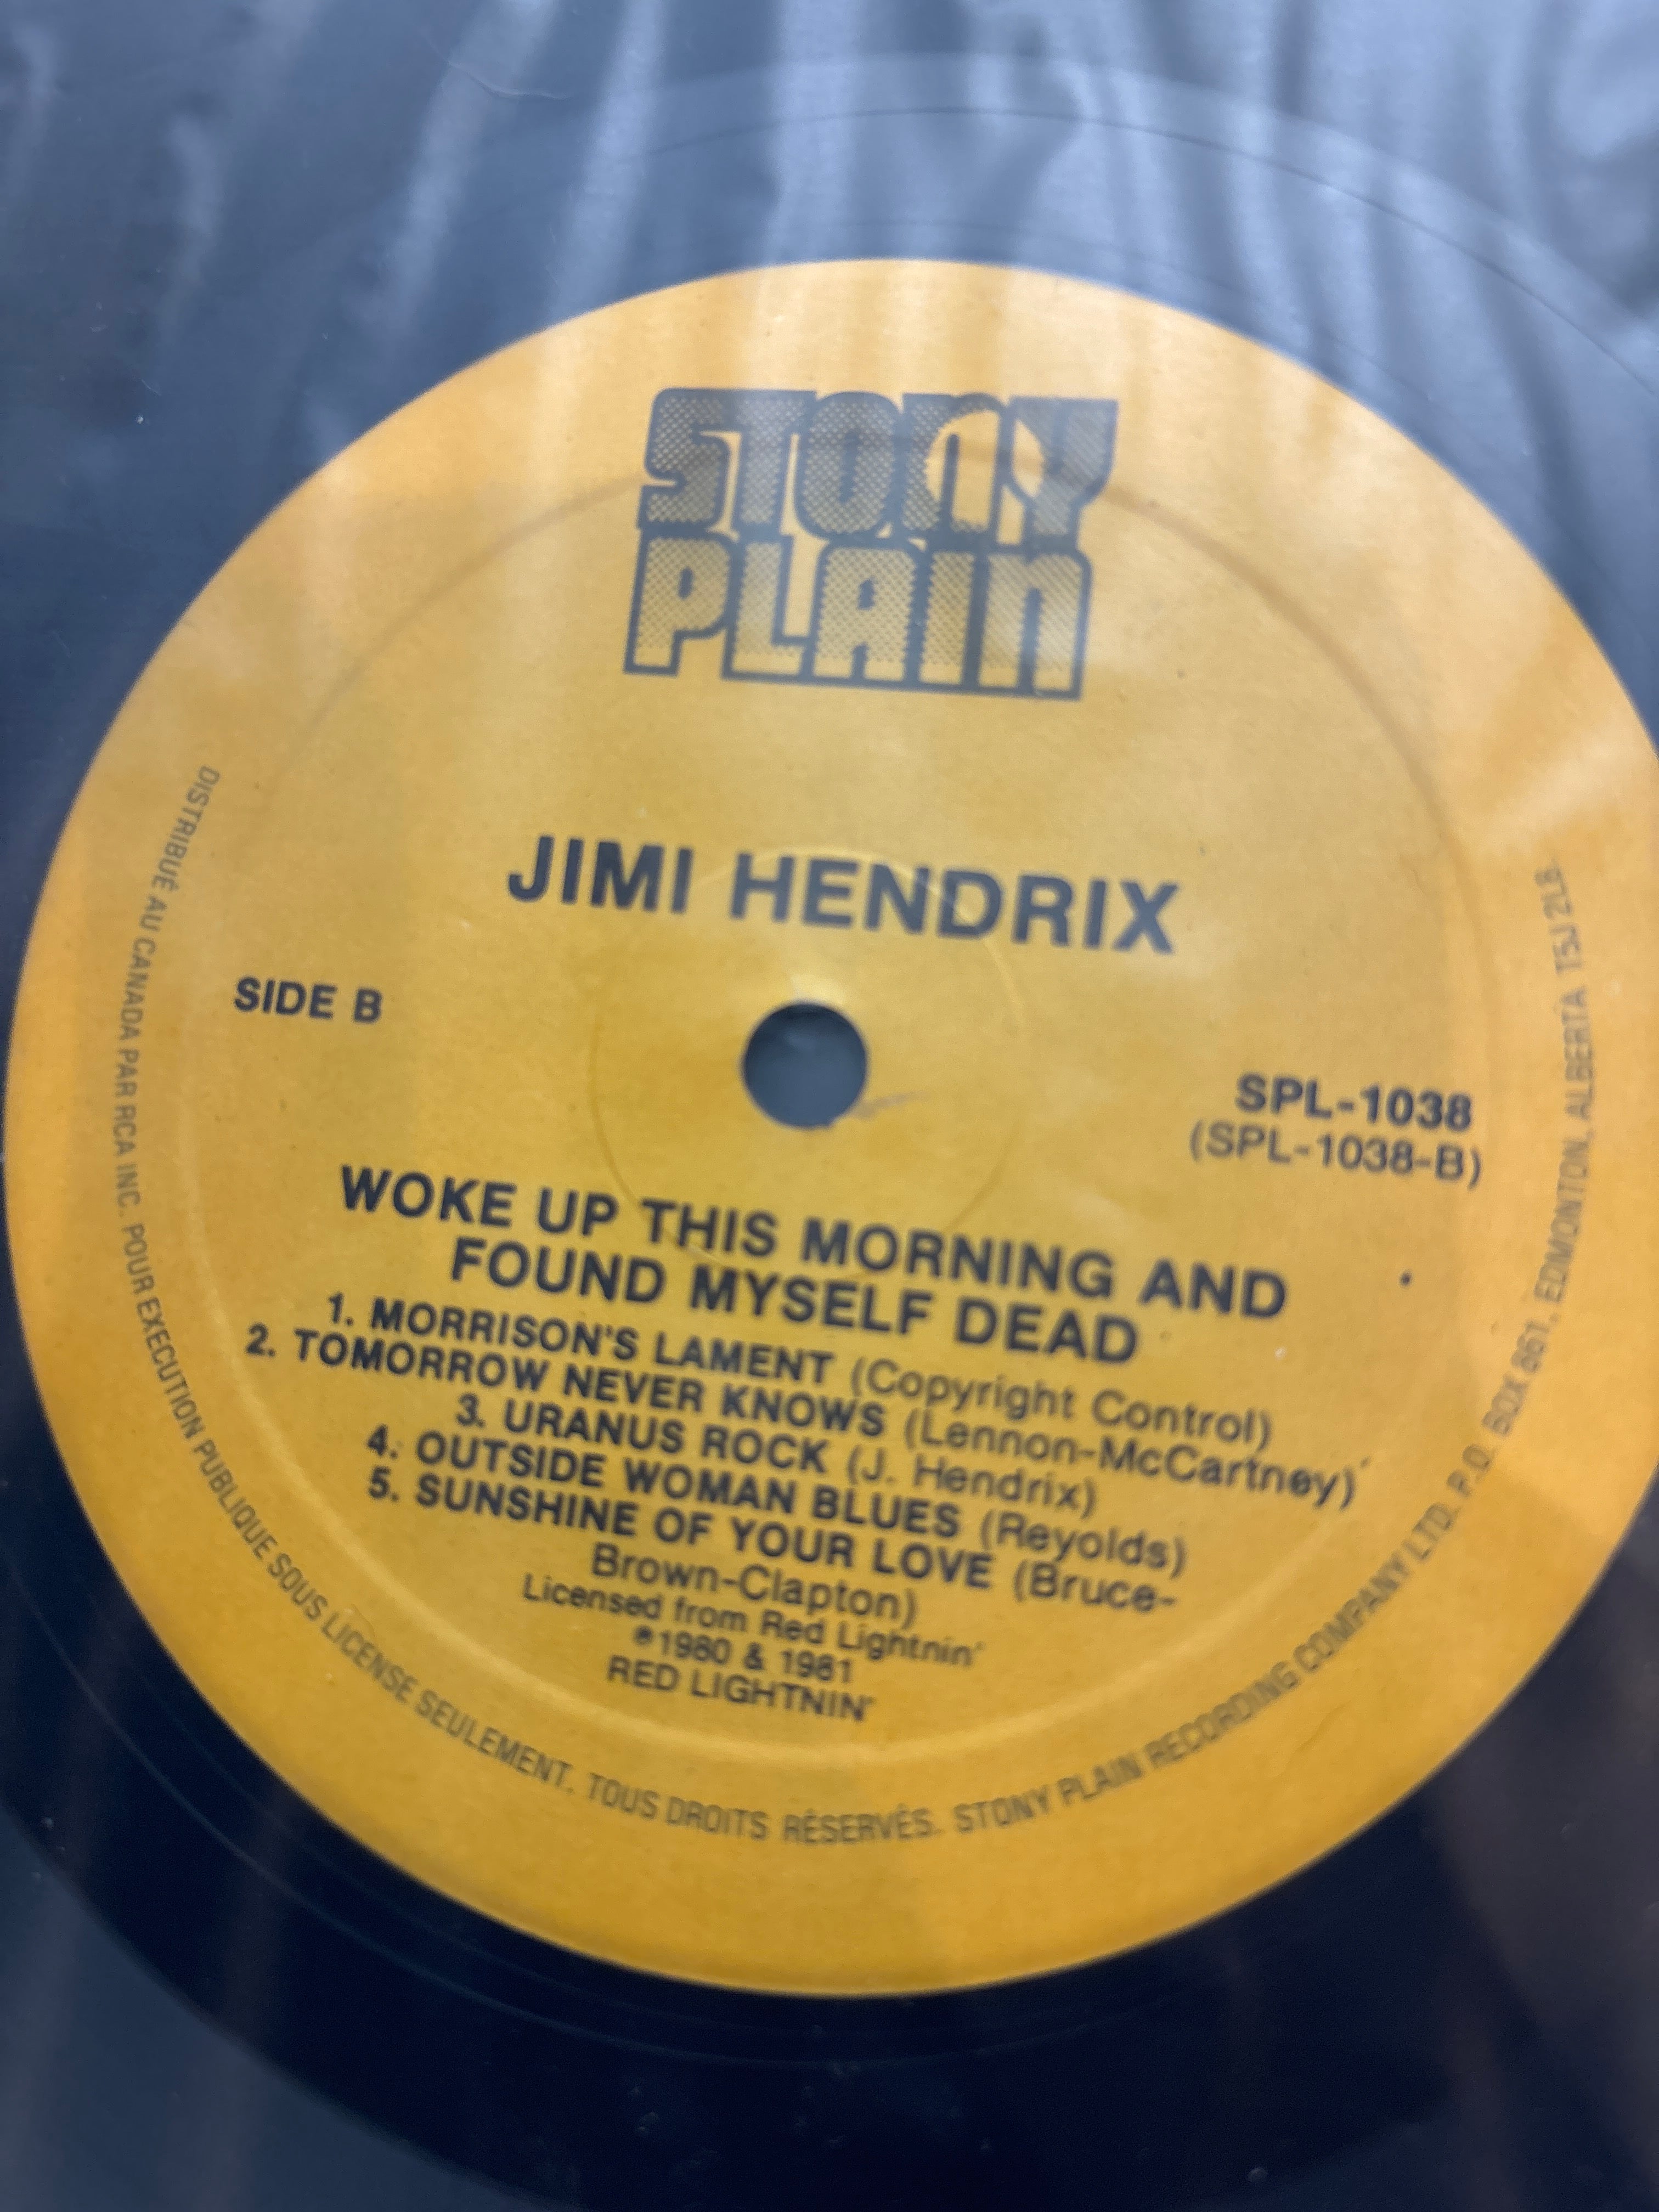 STONY
PLAIN
JIMI HENDRIX
SIDE B
SPL-1038
(SPL-1038-B)
WOKE UP THIS MORNING AND
FOUND MYSELF DEAD
1. MORRISON'S LAMENT (Copyright Control)
2. TOMORROW NEVER KNOWS (Lennon-McCartney)
3. URANUS ROCK (J. Hendrix)
4. OUTSIDE WOMAN BLUES (Reyolds)
5. SUNSHINE OF YOUR LOVE (Bruce-
Brown-Clapton)
Licensed from Red Lightnin'
℗1980 & 1981
RED LIGHTNIN'
DISTRIBUÉ AU CANADA PAR RCA INC. POUR EXECUTION PUBLIQUE SOUS LICENSE SEULEMENT. TOUS DROITS RÉSERVÉS. STONY PLAIN RECORDING COMPANY LTD. P.O. BOX 861, EDMONTON, ALBERTA T5J 2L8.